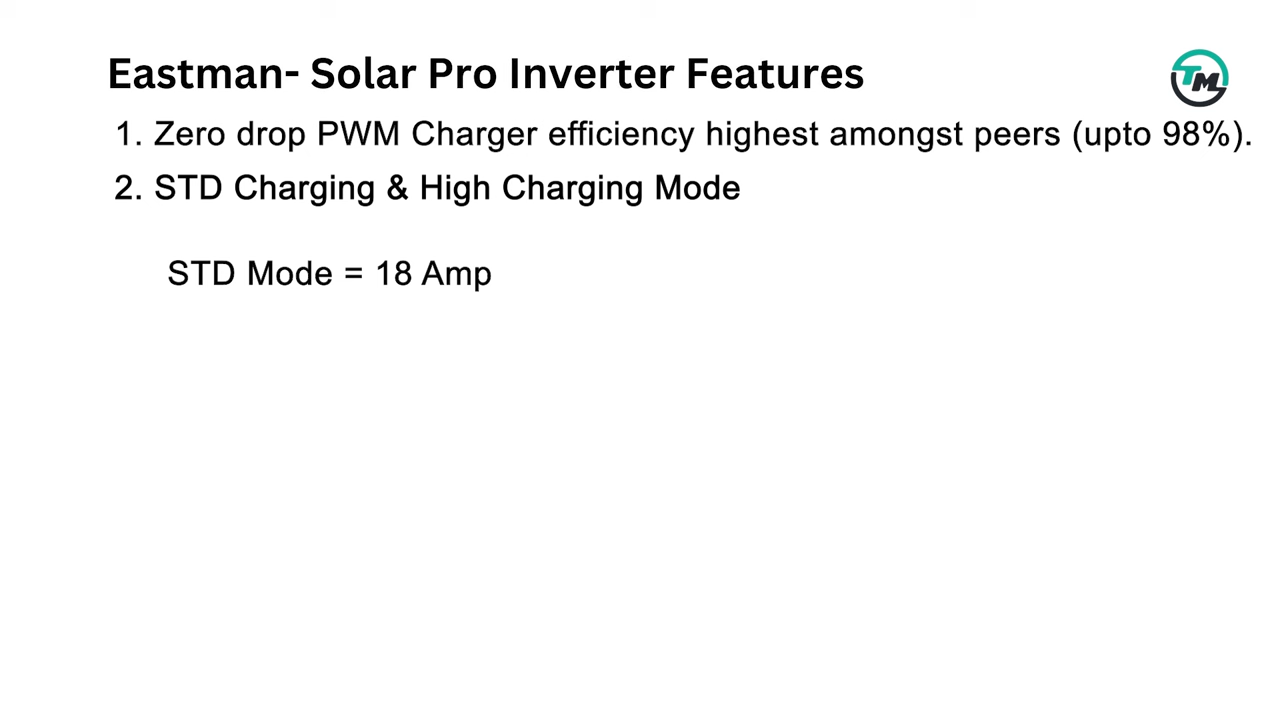 Eastman- Solar Pro Inverter Features
TM
1. Zero drop PWM Charger efficiency highest amongst peers (upto 98%).
2. STD Charging & High Charging Mode
STD Mode = 18 Amp